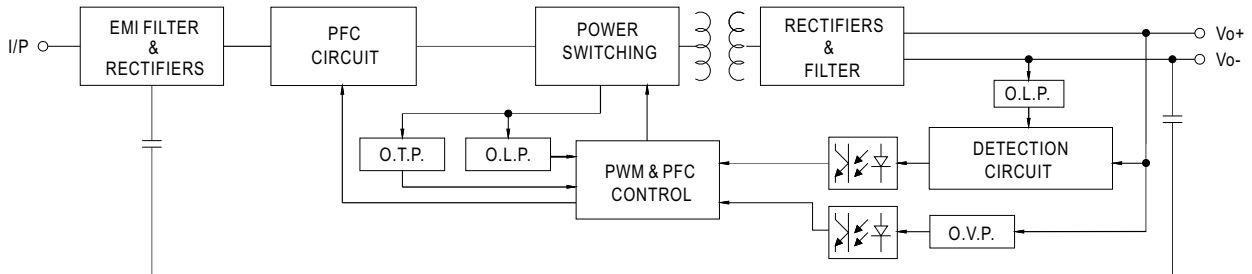 I/P
EMI FILTER
&
RECTIFIERS
PFC
CIRCUIT
POWER
SWITCHING
RECTIFIERS
&
FILTER
Vo+
Vo-
O.L.P.
O.T.P.
O.L.P.
PWM & PFC
CONTROL
DETECTION
CIRCUIT
O.V.P.